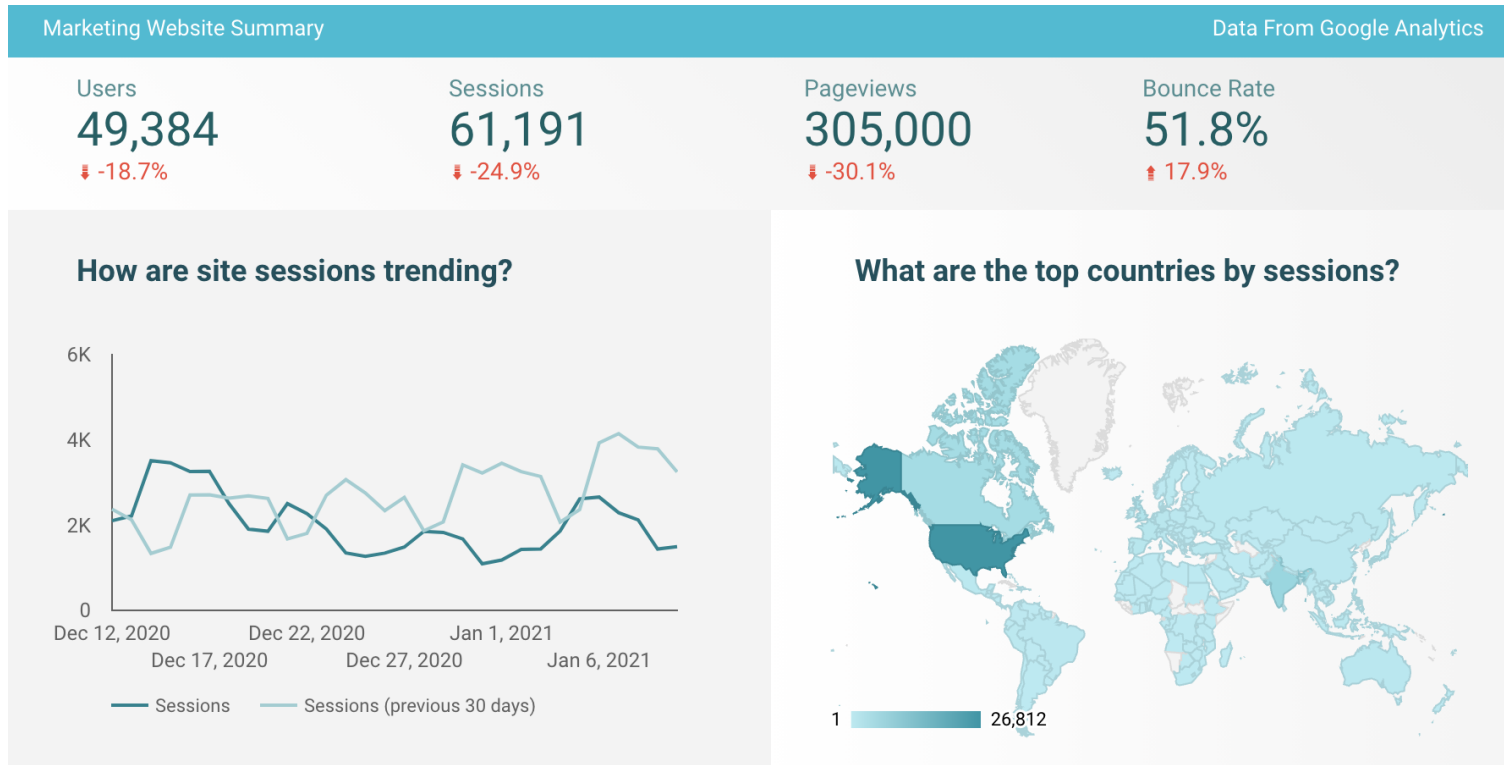 Marketing Website Summary
Data From Google Analytics
Users
49,384
-18.7%
Sessions
61,191
-24.9%
Pageviews
305,000
-30.1%
Bounce Rate
51.8%
17.9%
How are site sessions trending?
6K
4K
2K
0
Dec 12, 2020
Dec 17, 2020
Dec 22, 2020
Dec 27, 2020
Jan 1, 2021
Jan 6, 2021
Sessions
Sessions (previous 30 days)
What are the top countries by sessions?
1
26,812